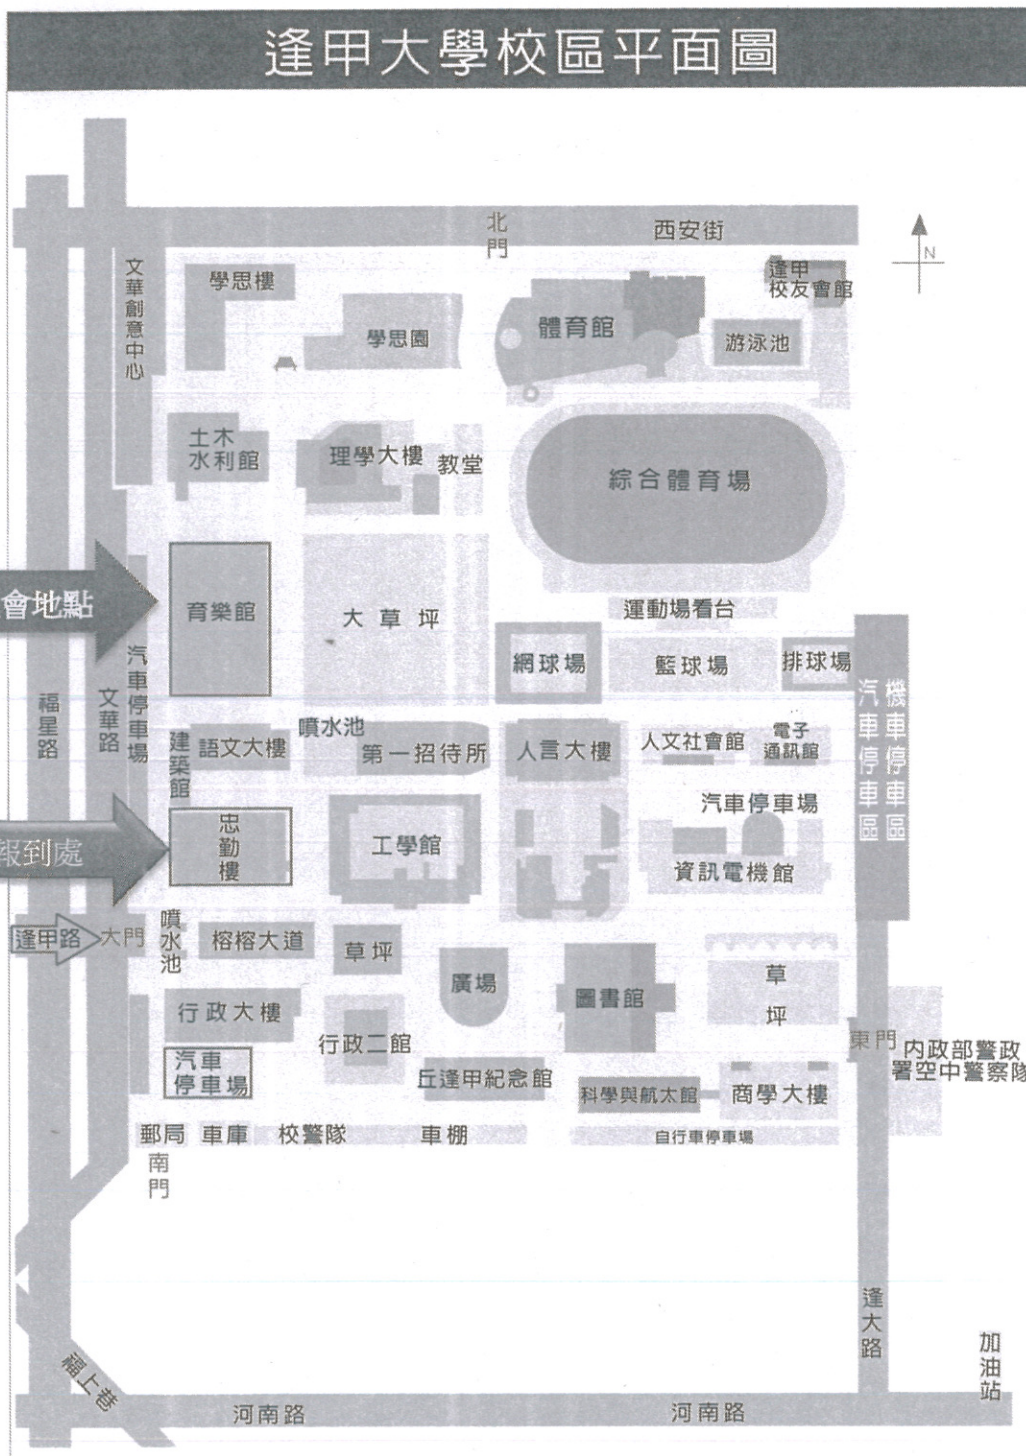 逢甲大學校區平面圖
北門
西安街
N
文華創意中心
學思樓
學思園
體育館
逢甲
校友會館
游泳池
土木
水利館
理學大樓
教堂
綜合體育場
會地點
育樂館
大草坪
運動場看台
網球場
籃球場
排球場
福星路
文華路
汽車停車場
機車停車區
汽車停車區
建築館
語文大樓
噴水池
第一招待所
人言大樓
人文社會館
電子
通訊館
汽車停車場
報到處
忠勤樓
工學館
資訊電機館
逢甲路
大門
噴水池
榕榕大道
草坪
廣場
圖書館
草坪
行政大樓
行政二館
東門
內政部警政
署空中警察隊
汽車
停車場
丘逢甲紀念館
科學與航太館
商學大樓
郵局
車庫
校警隊
車棚
自行車停車場
南門
逢大路
加油站
福上巷
河南路
河南路